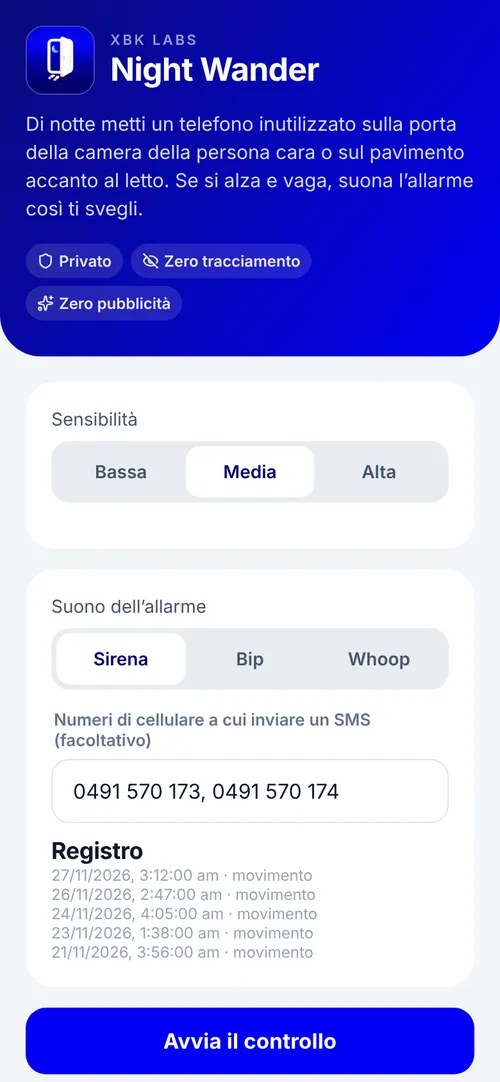 XBK LABS
Night Wander
Di notte metti un telefono inutilizzato sulla porta
della camera della persona cara o sul pavimento
accanto al letto. Se si alza e vaga, suona l’allarme
così ti svegli.
Privato
Zero tracciamento
Zero pubblicità
Sensibilità
Bassa
Media
Alta
Suono dell’allarme
Sirena
Bip
Whoop
Numeri di cellulare a cui inviare un SMS
(facoltativo)
0491 570 173, 0491 570 174
Registro
27/11/2026, 3:12:00 am · movimento
26/11/2026, 2:47:00 am · movimento
24/11/2026, 4:05:00 am · movimento
23/11/2026, 1:38:00 am · movimento
21/11/2026, 3:56:00 am · movimento
Avvia il controllo